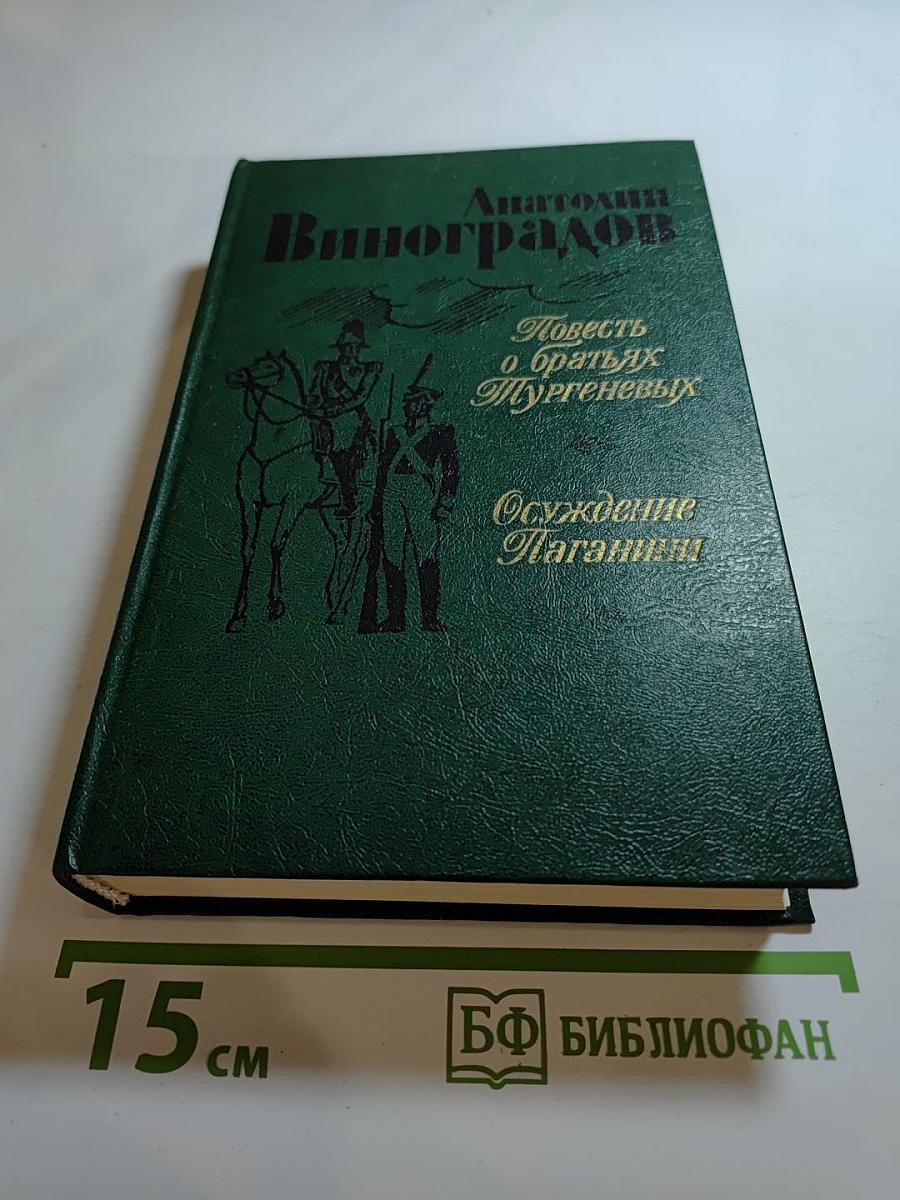 Анатолий
Виноградов
Повесть
о братьях
Тургеневых
Осуждение
Паганини
15 см
БФ БИБЛИОФАН